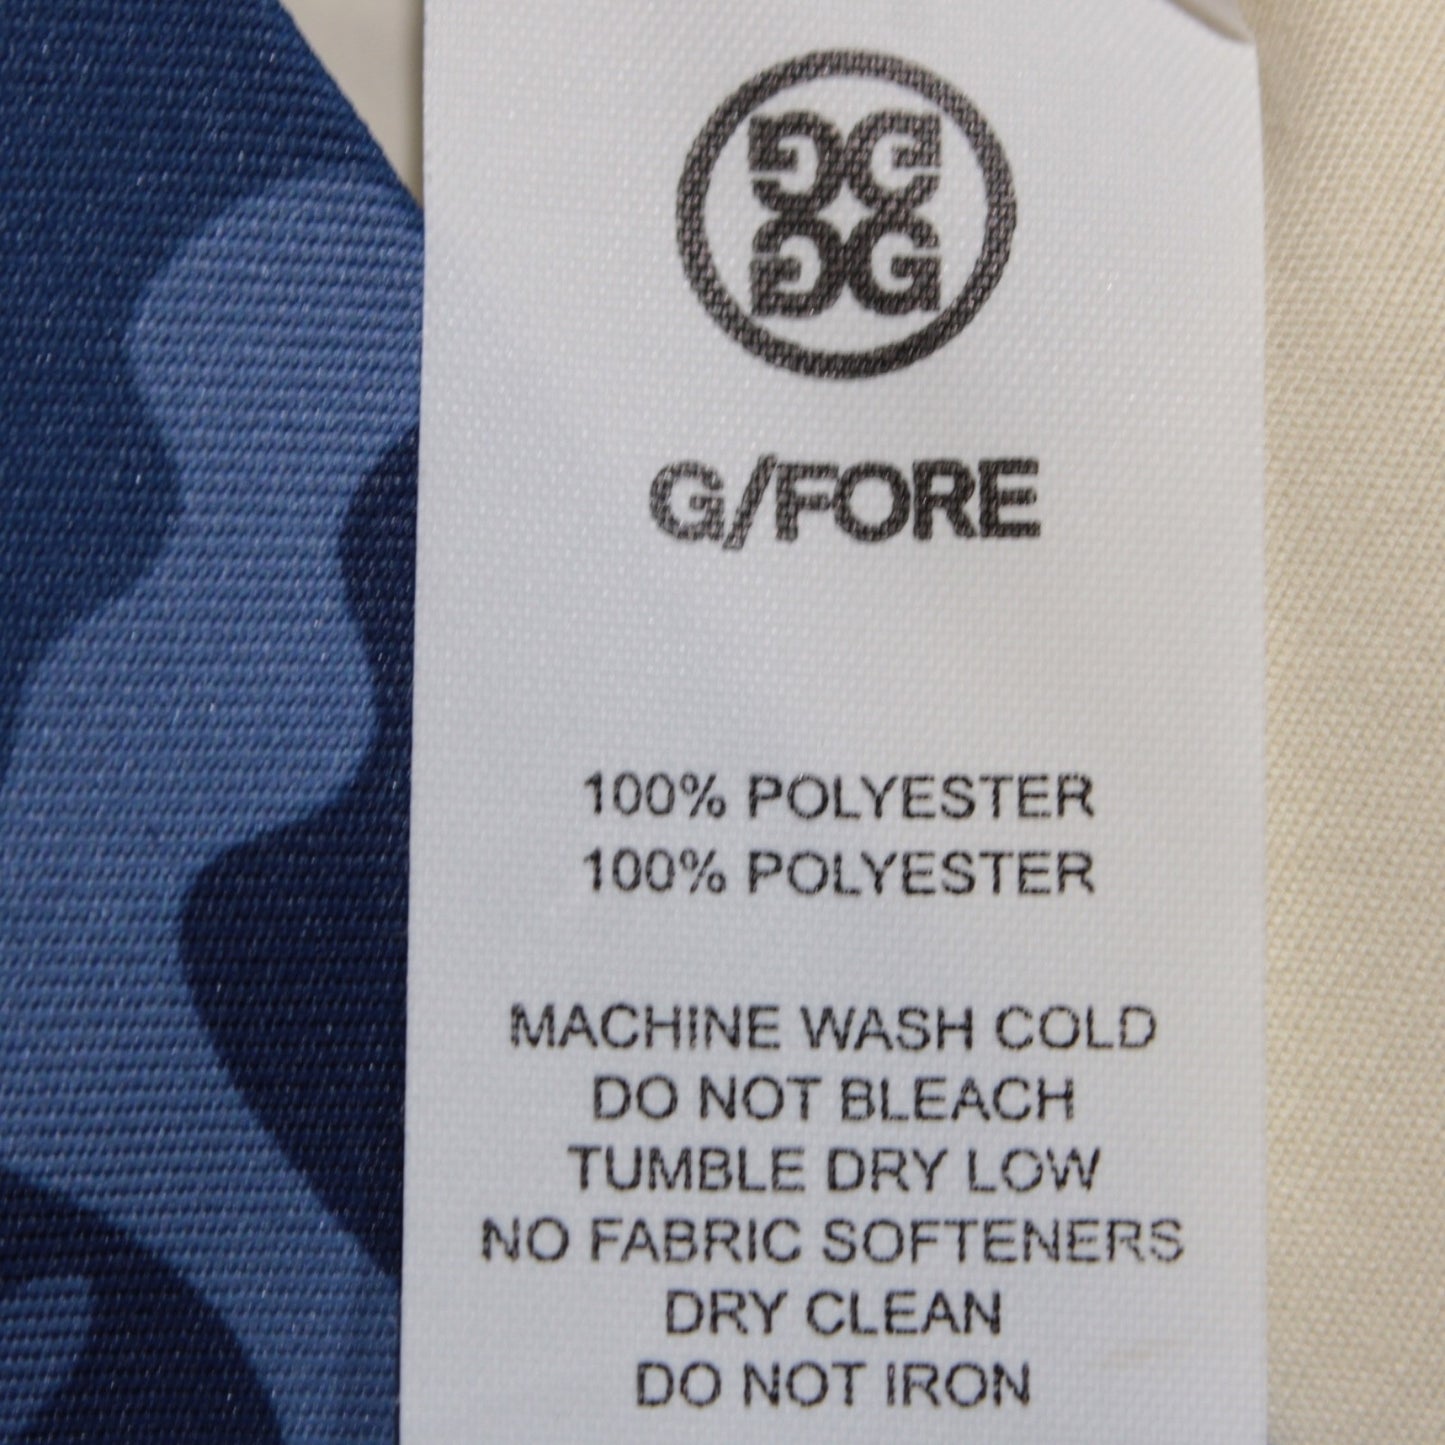 G/FORE
100% POLYESTER
100% POLYESTER
MACHINE WASH COLD
DO NOT BLEACH
TUMBLE DRY LOW
NO FABRIC SOFTENERS
DRY CLEAN
DO NOT IRON